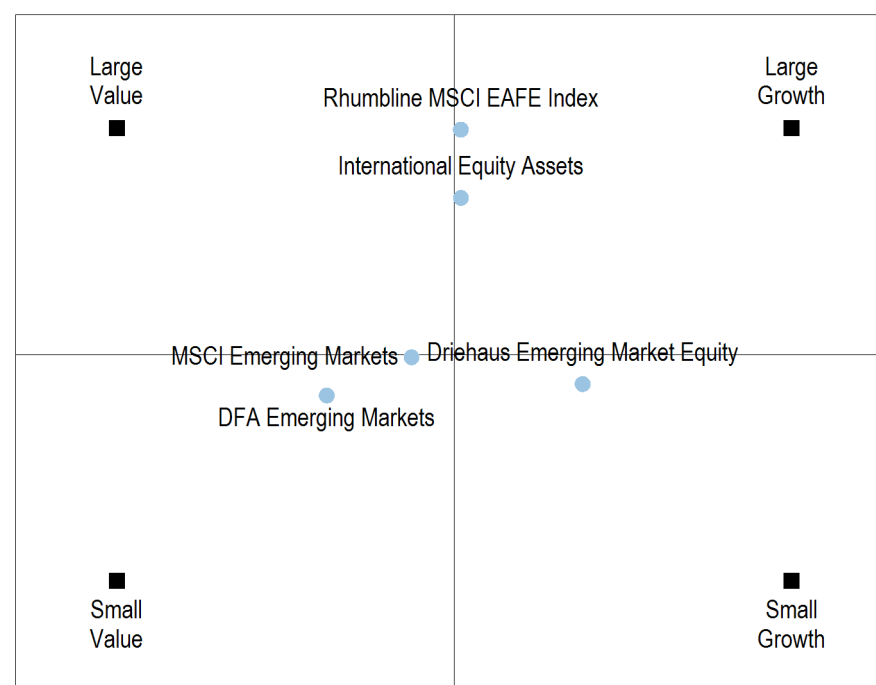 Large
Value
Large
Growth
Rhumbline MSCI EAFE Index
International Equity Assets
MSCI Emerging Markets
Driehaus Emerging Market Equity
DFA Emerging Markets
Small
Value
Small
Growth